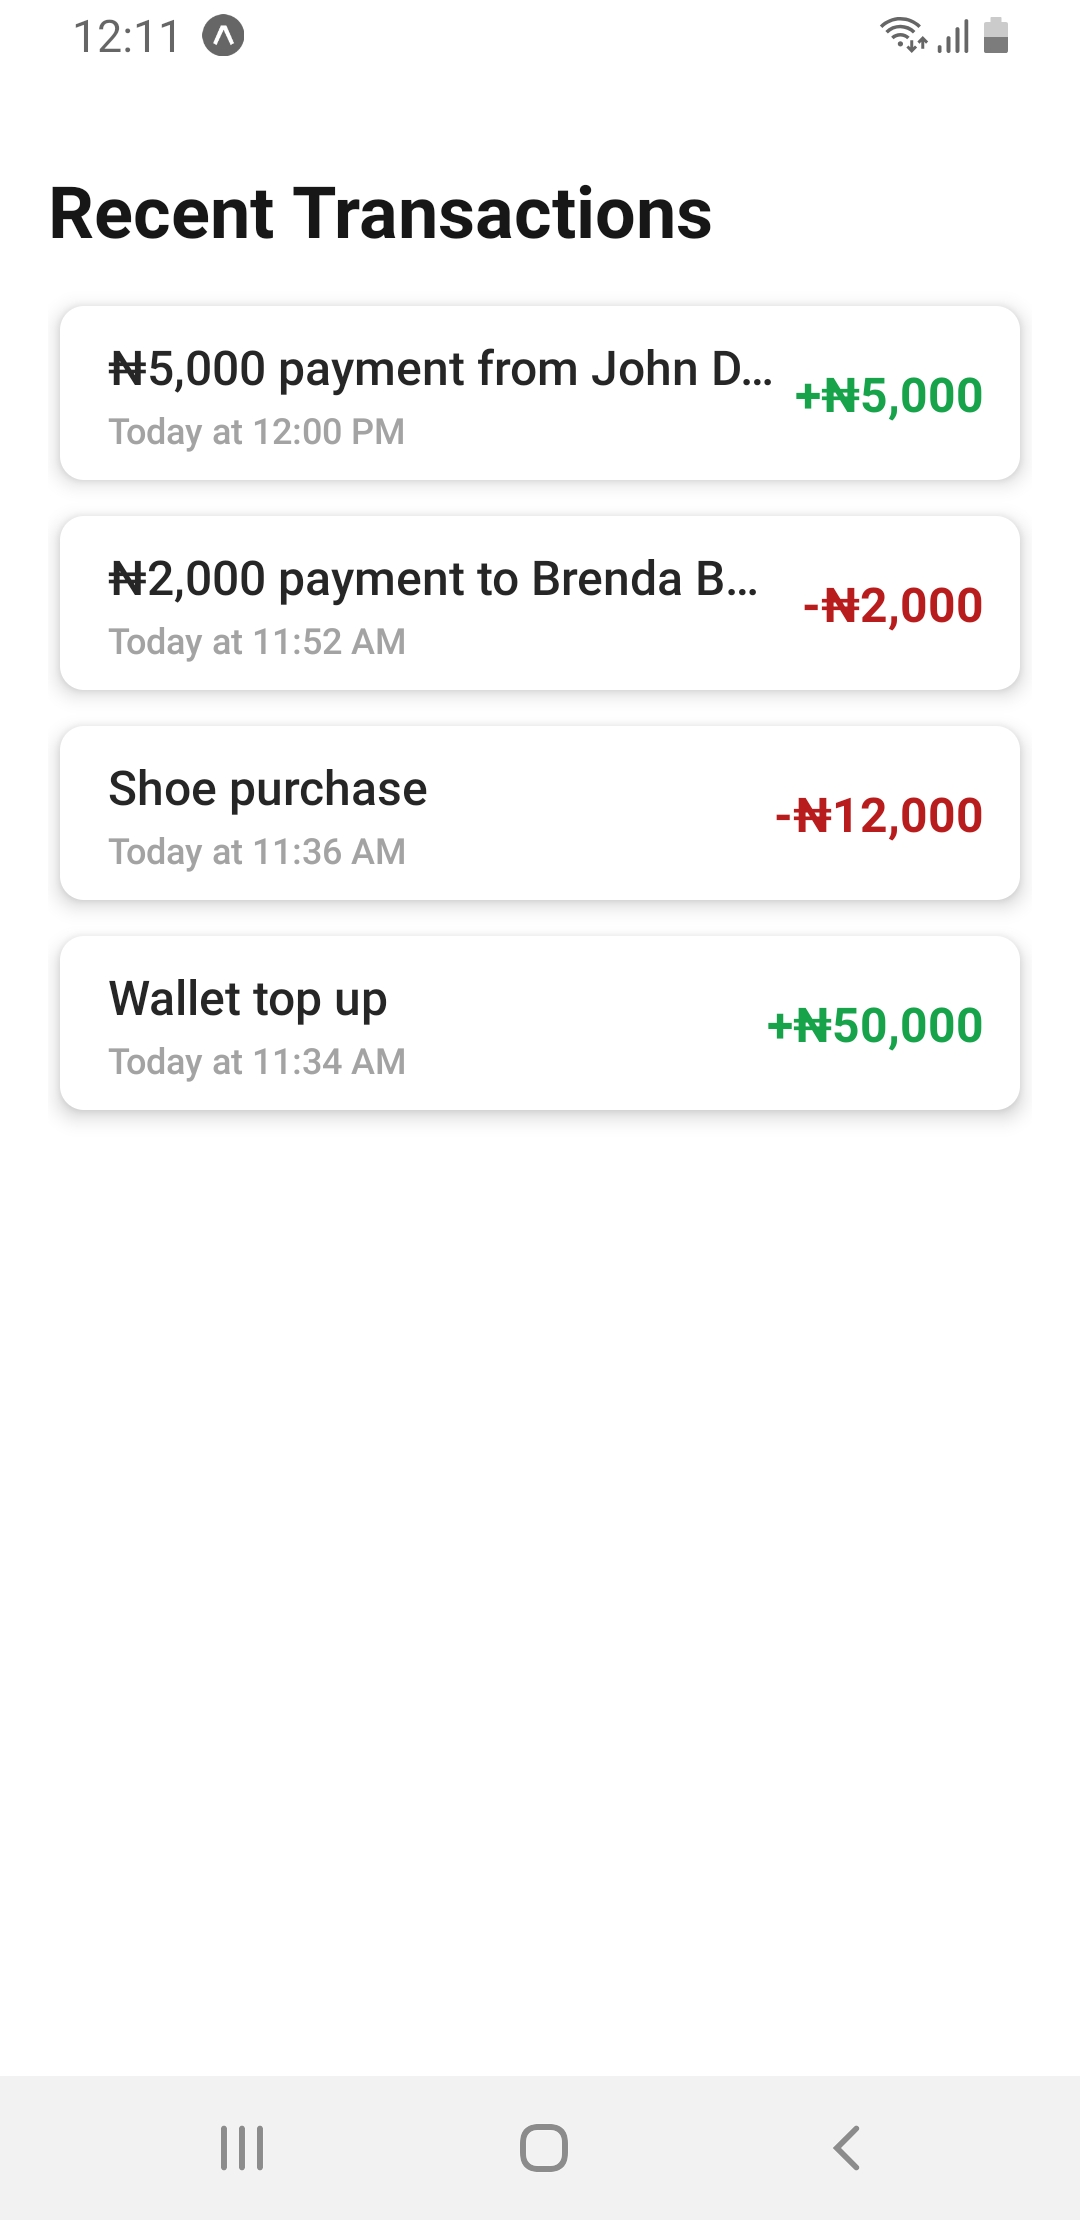 12:11
Recent Transactions
₦5,000 payment from John D...
+₦5,000
Today at 12:00 PM
₦2,000 payment to Brenda B...
-₦2,000
Today at 11:52 AM
Shoe purchase
-₦12,000
Today at 11:36 AM
Wallet top up
+₦50,000
Today at 11:34 AM